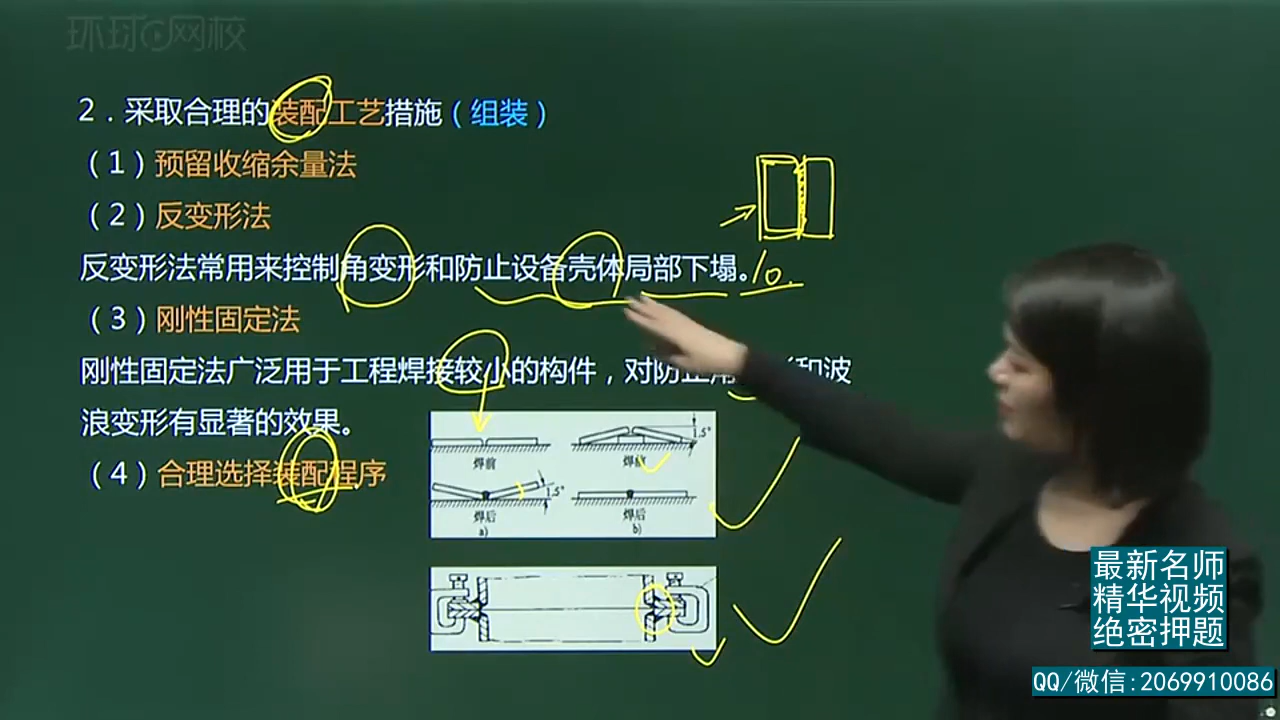 环球网校
2．采取合理的装配工艺措施（组装）
（1）预留收缩余量法
（2）反变形法
反变形法常用来控制角变形和防止设备壳体局部下塌。10.
（3）刚性固定法
刚性固定法广泛用于工程焊接较小的构件，对防止角 和波
浪变形有显著的效果。
（4）合理选择装配程序
1.5°
焊前
焊前
1.5°
焊后
焊后
a)
b)
最新名师
精华视频
绝密押题
QQ/微信:2069910086